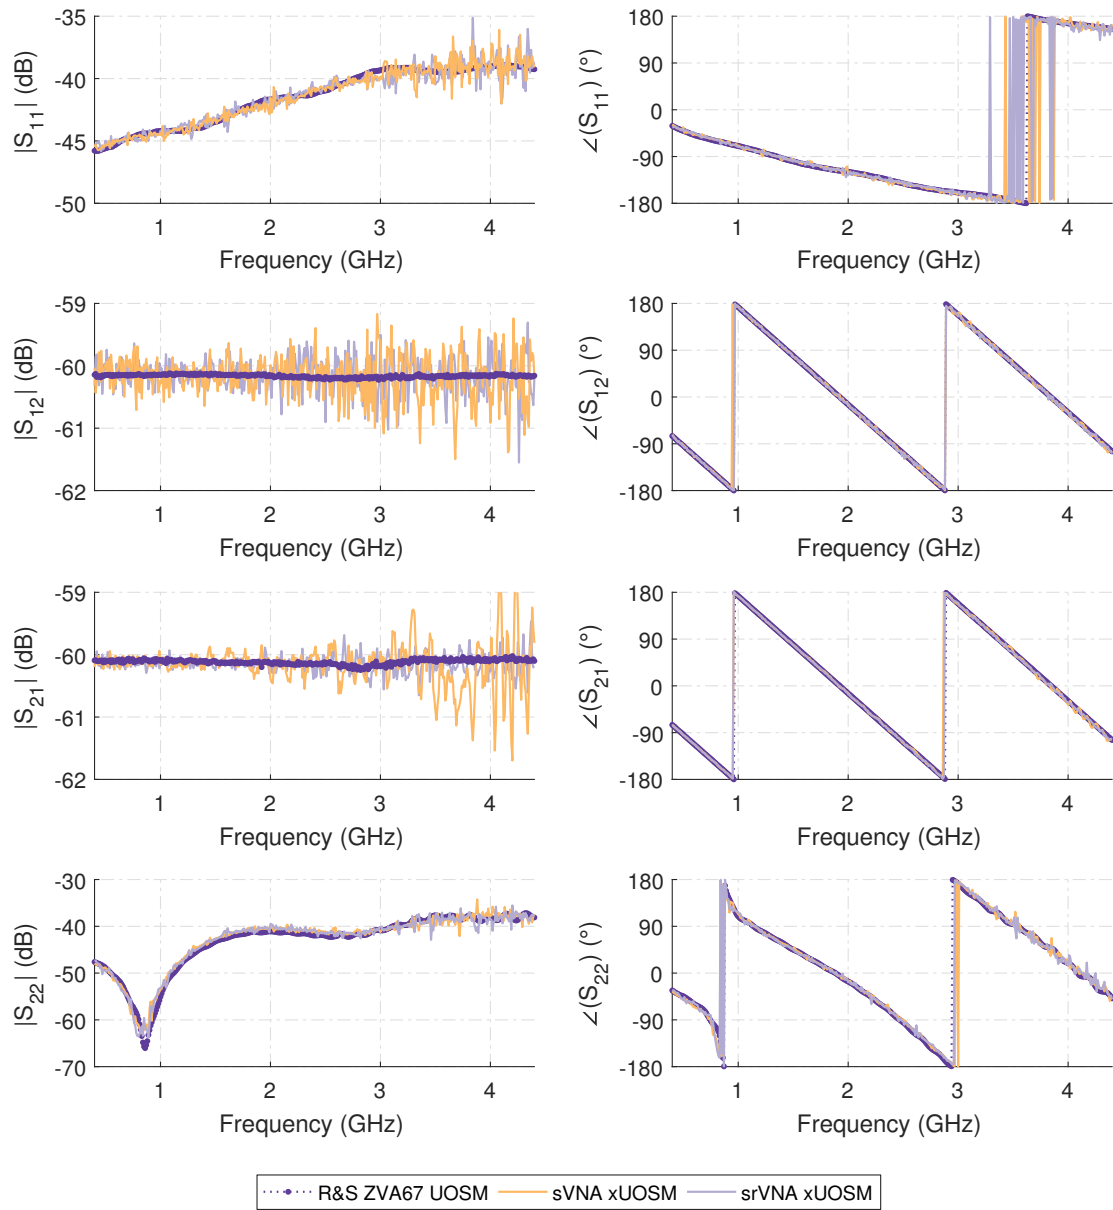 -35
-40
-45
-50
|S11| (dB)
1 2 3 4
Frequency (GHz)
180
90
0
-90
-180
∠(S11) (°)
1 2 3 4
Frequency (GHz)
-59
-60
-61
-62
|S12| (dB)
1 2 3 4
Frequency (GHz)
180
90
0
-90
-180
∠(S12) (°)
1 2 3 4
Frequency (GHz)
-59
-60
-61
-62
|S21| (dB)
1 2 3 4
Frequency (GHz)
180
90
0
-90
-180
∠(S21) (°)
1 2 3 4
Frequency (GHz)
-30
-40
-50
-60
-70
|S22| (dB)
1 2 3 4
Frequency (GHz)
180
90
0
-90
-180
∠(S22) (°)
1 2 3 4
Frequency (GHz)
R&S ZVA67 UOSM sVNA xUOSM srVNA xUOSM